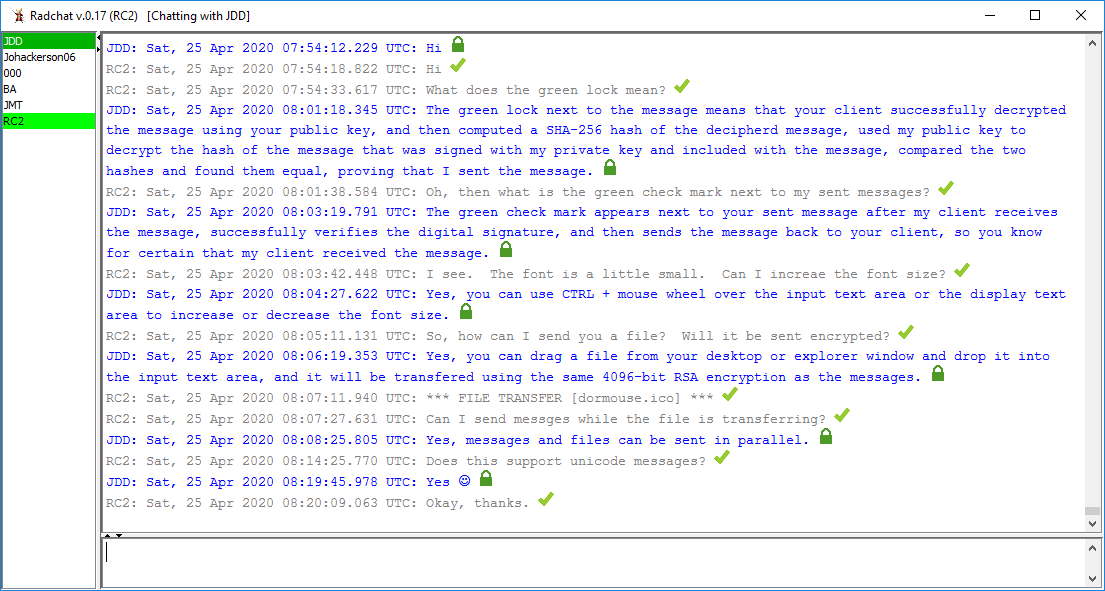 Radchat v.0.17 (RC2)   [Chatting with JDD]
JDD
Johackerson06
000
BA
JMT
RC2
JDD: Sat, 25 Apr 2020 07:54:12.229 UTC: Hi
RC2: Sat, 25 Apr 2020 07:54:18.822 UTC: Hi
RC2: Sat, 25 Apr 2020 07:54:33.617 UTC: What does the green lock mean?
JDD: Sat, 25 Apr 2020 08:01:18.345 UTC: The green lock next to the message means that your client successfully decrypted
the message using your public key, and then computed a SHA-256 hash of the decipherd message, used my public key to
decrypt the hash of the message that was signed with my private key and included with the message, compared the two
hashes and found them equal, proving that I sent the message.
RC2: Sat, 25 Apr 2020 08:01:38.584 UTC: Oh, then what is the green check mark next to my sent messages?
JDD: Sat, 25 Apr 2020 08:03:19.791 UTC: The green check mark appears next to your sent message after my client receives
the message, successfully verifies the digital signature, and then sends the message back to your client, so you know
for certain that my client received the message.
RC2: Sat, 25 Apr 2020 08:03:42.448 UTC: I see.  The font is a little small.  Can I increae the font size?
JDD: Sat, 25 Apr 2020 08:04:27.622 UTC: Yes, you can use CTRL + mouse wheel over the input text area or the display text
area to increase or decrease the font size.
RC2: Sat, 25 Apr 2020 08:05:11.131 UTC: So, how can I send you a file?  Will it be sent encrypted?
JDD: Sat, 25 Apr 2020 08:06:19.353 UTC: Yes, you can drag a file from your desktop or explorer window and drop it into
the input text area, and it will be transfered using the same 4096-bit RSA encryption as the messages.
RC2: Sat, 25 Apr 2020 08:07:11.940 UTC: *** FILE TRANSFER [dormouse.ico] ***
RC2: Sat, 25 Apr 2020 08:07:27.631 UTC: Can I send messges while the file is transferring?
JDD: Sat, 25 Apr 2020 08:08:25.805 UTC: Yes, messages and files can be sent in parallel.
RC2: Sat, 25 Apr 2020 08:14:25.770 UTC: Does this support unicode messages?
JDD: Sat, 25 Apr 2020 08:19:45.978 UTC: Yes ☺
RC2: Sat, 25 Apr 2020 08:20:09.063 UTC: Okay, thanks.